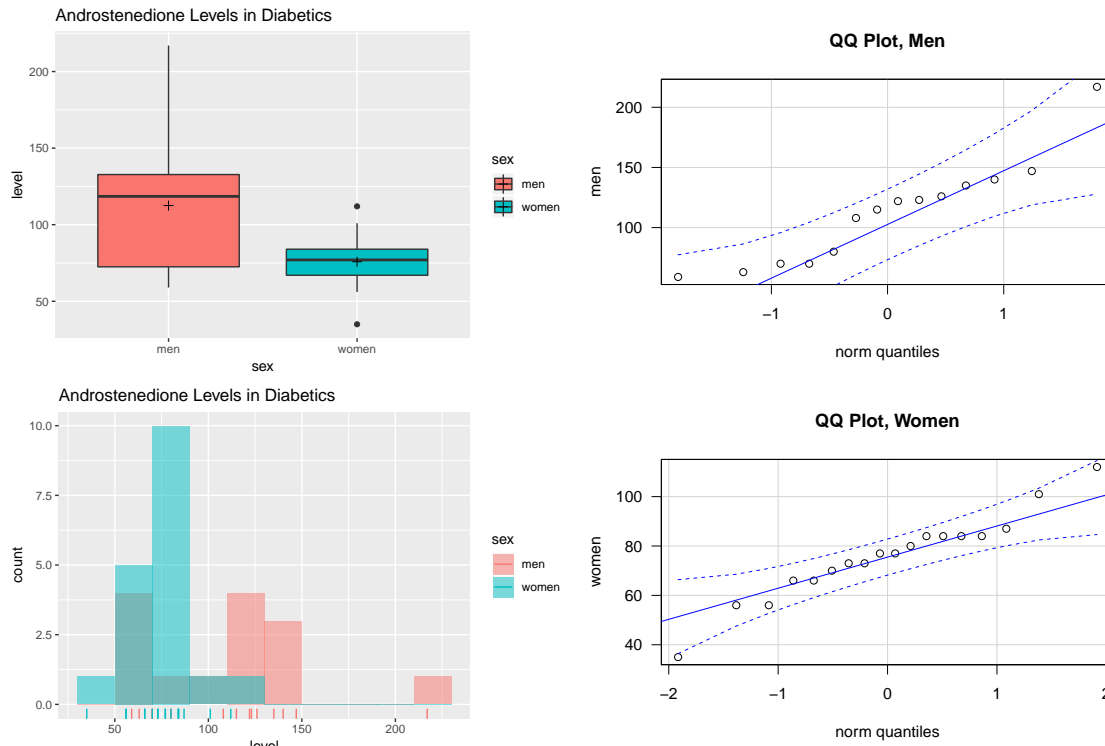 Androstenedione Levels in Diabetics
200
150
100
50
level
men
women
sex
sex
men
women
QQ Plot, Men
200
150
100
men
−1
0
1
norm quantiles
Androstenedione Levels in Diabetics
10.0
7.5
5.0
2.5
0.0
count
50
100
150
200
level
sex
men
women
QQ Plot, Women
100
80
60
40
women
−2
−1
0
1
2
norm quantiles